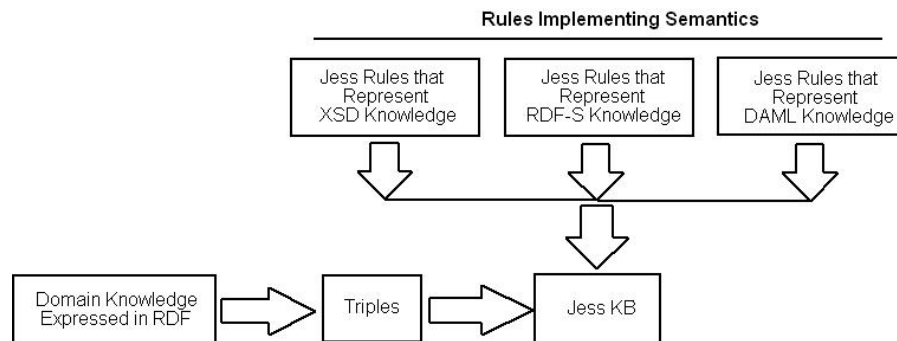 Rules Implementing Semantics
Jess Rules that
Represent
XSD Knowledge
Jess Rules that
Represent
RDF-S Knowledge
Jess Rules that
Represent
DAML Knowledge
Domain Knowledge
Expressed in RDF
Triples
Jess KB